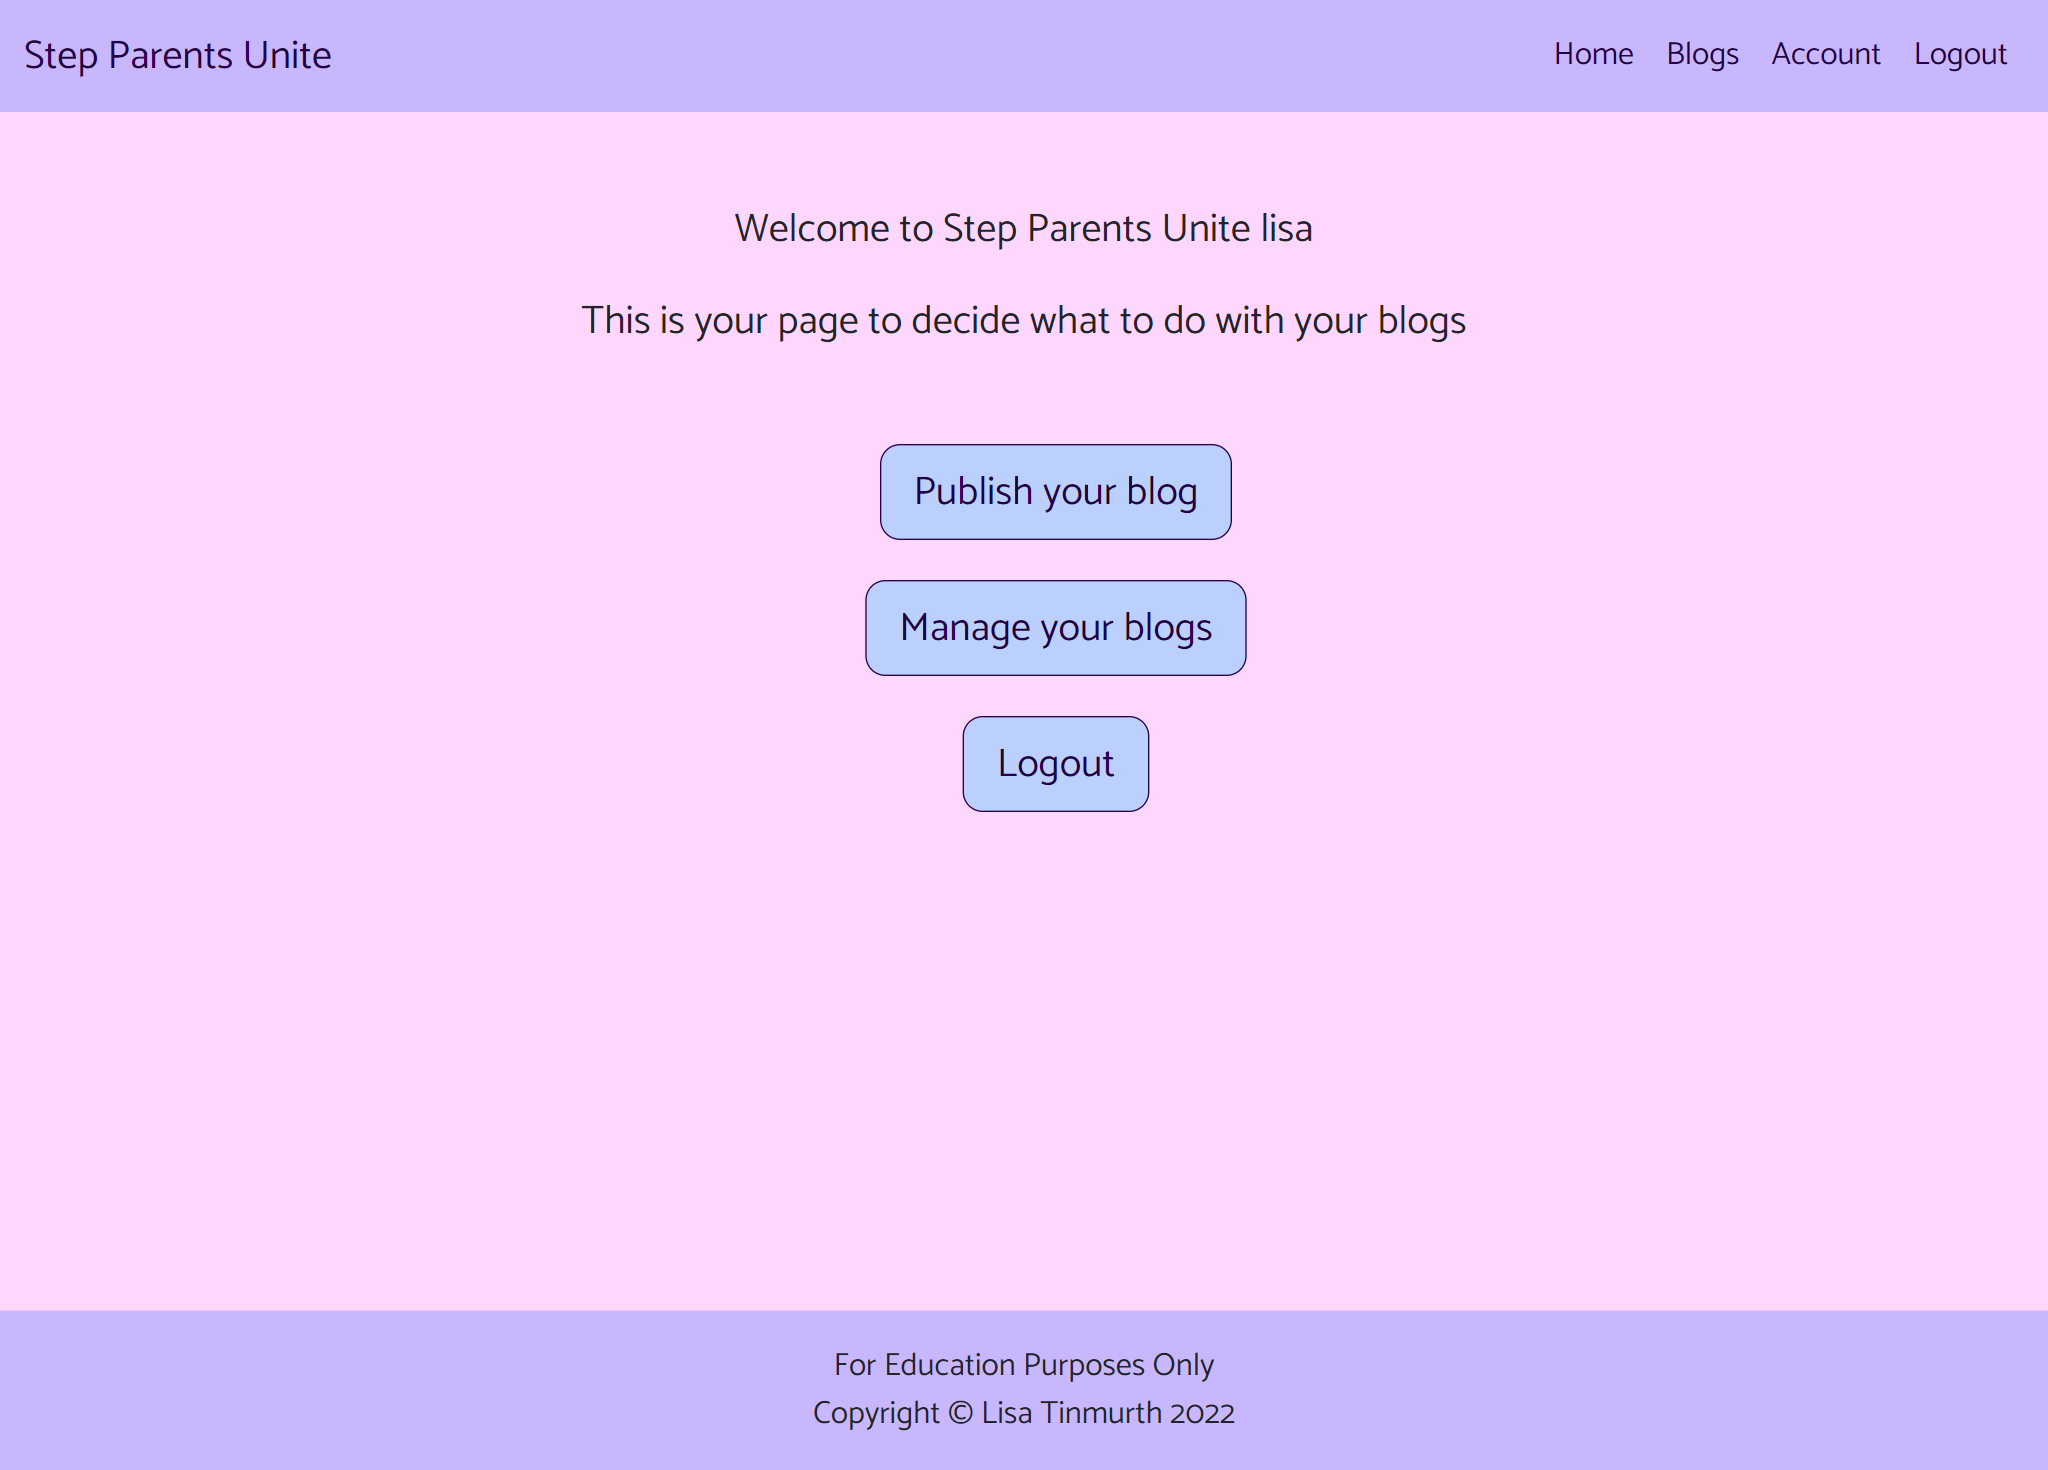 Step Parents Unite
Home Blogs Account Logout
Welcome to Step Parents Unite lisa
This is your page to decide what to do with your blogs
Publish your blog
Manage your blogs
Logout
For Education Purposes Only
Copyright © Lisa Tinmurth 2022